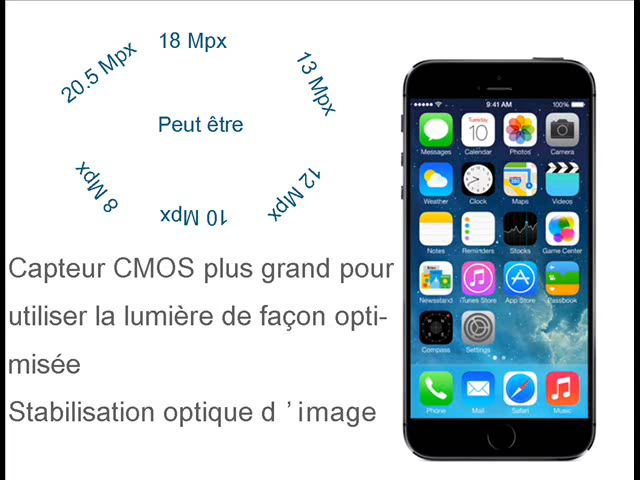 18 Mpx
20.5 Mpx
13 Mpx
Peut être
8 Mpx
12 Mpx
10 Mpx
Capteur CMOS plus grand pour
utiliser la lumière de façon opti-
misée
Stabilisation optique d ’ image
9:41 AM
100%
Tuesday
10
Messages Calendar Photos Camera
Weather Clock Maps Videos
Notes Reminders Stocks Game Center
Newsstand iTunes Store App Store Passbook
Compass Settings
Phone Mail Safari Music